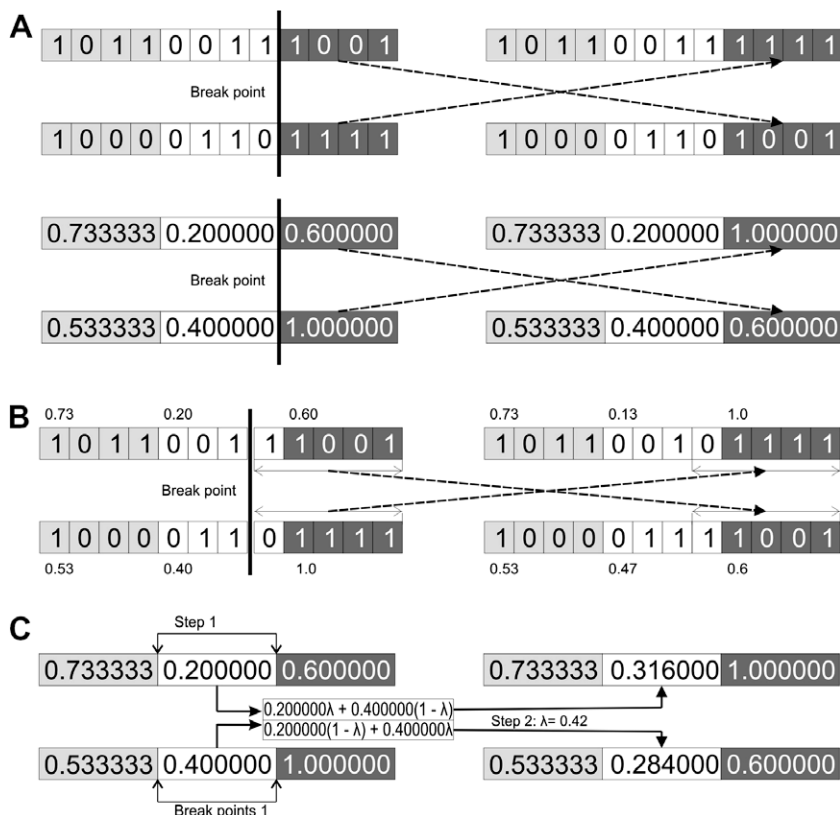 A
1 0 1 1 0 0 1 1 1 0 0 1 1 0 1 1 0 0 1 1 1 1 1 1
Break point
1 0 0 0 0 1 1 0 1 1 1 1 1 0 0 0 0 1 1 0 1 0 0 1
0.733333 0.200000 0.600000 0.733333 0.200000 1.000000
Break point
0.533333 0.400000 1.000000 0.533333 0.400000 0.600000
B
0.73 0.20 0.60 0.73 0.13 1.0
1 0 1 1 0 0 1 1 1 0 0 1 1 0 1 1 0 0 1 0 1 1 1 1
Break point
1 0 0 0 0 1 1 0 1 1 1 1 1 0 0 0 0 1 1 1 1 0 0 1
0.53 0.40 1.0 0.53 0.47 0.6
C
Step 1
0.733333 0.200000 0.600000 0.733333 0.316000 1.000000
0.200000λ + 0.400000(1 - λ)
0.200000(1 - λ) + 0.400000λ
Step 2: λ= 0.42
0.533333 0.400000 1.000000 0.533333 0.284000 0.600000
Break points 1